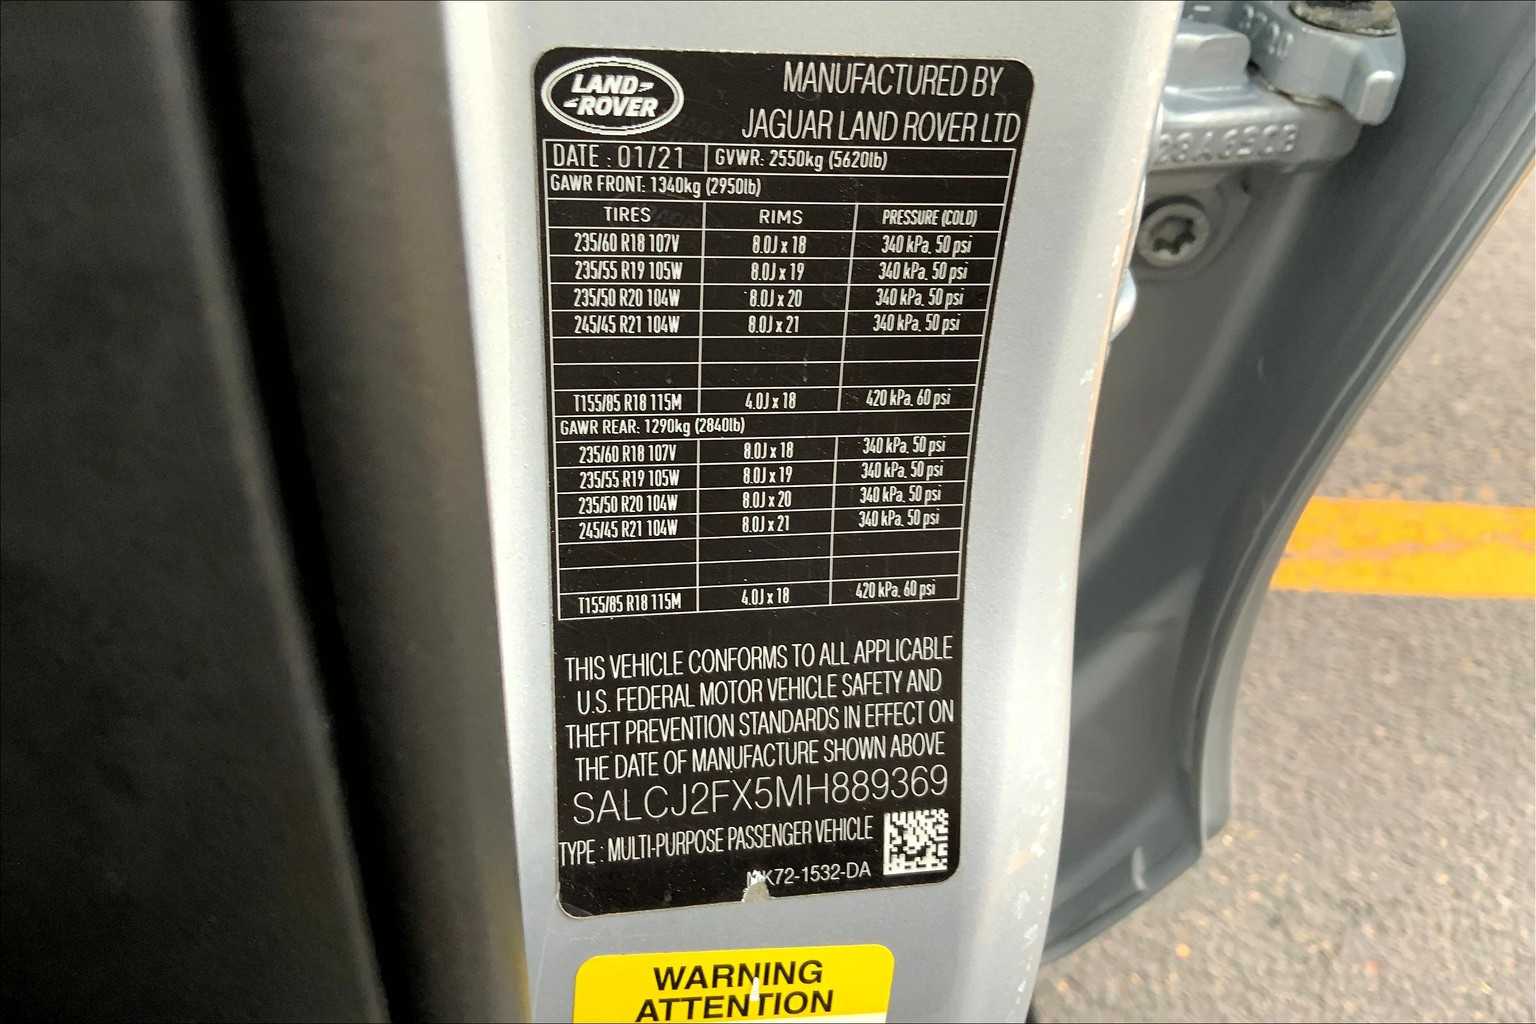 LAND
ROVER
MANUFACTURED BY
JAGUAR LAND ROVER LTD
DATE : 01/21 GVWR: 2550kg (5620lb)
GAWR FRONT: 1340kg (2950lb)
TIRES RIMS PRESSURE (COLD)
235/60 R18 107V 8.0J x 18 340 kPa, 50 psi
235/55 R19 105W 8.0J x 19 340 kPa, 50 psi
235/50 R20 104W 8.0J x 20 340 kPa, 50 psi
245/45 R21 104W 8.0J x 21 340 kPa, 50 psi
T155/85 R18 115M 4.0J x 18 420 kPa, 60 psi
GAWR REAR: 1290kg (2840lb)
235/60 R18 107V 8.0J x 18 340 kPa, 50 psi
235/55 R19 105W 8.0J x 19 340 kPa, 50 psi
235/50 R20 104W 8.0J x 20 340 kPa, 50 psi
245/45 R21 104W 8.0J x 21 340 kPa, 50 psi
T155/85 R18 115M 4.0J x 18 420 kPa, 60 psi
THIS VEHICLE CONFORMS TO ALL APPLICABLE
U.S. FEDERAL MOTOR VEHICLE SAFETY AND
THEFT PREVENTION STANDARDS IN EFFECT ON
THE DATE OF MANUFACTURE SHOWN ABOVE
SALCJ2FX5MH889369
TYPE : MULTI-PURPOSE PASSENGER VEHICLE
WARNING
ATTENTION